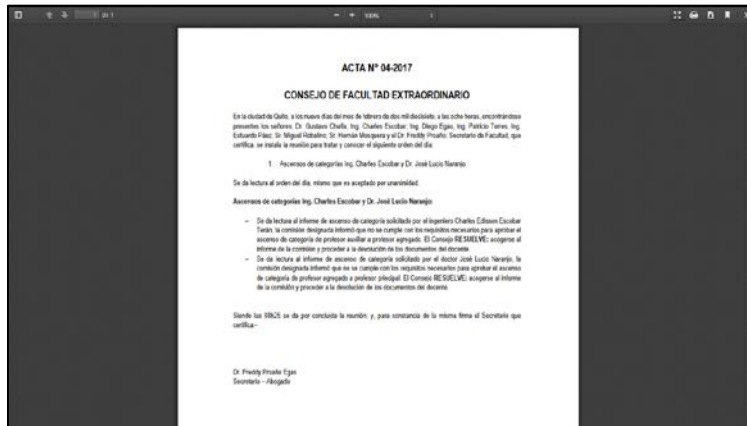 de 1
100%
ACTA Nº 04-2017
CONSEJO DE FACULTAD EXTRAORDINARIO
En la ciudad de Quito, a los nueve días del mes de febrero de dos mil diecisiete, a las ocho horas, encontrándose
presentes los señores: Dr. Gustavo Chafla; Ing. Charles Escobar; Ing. Diego Egas, Ing. Patricio Torres, Ing.
Estuardo Páez; Sr. Miguel Robalino; Sr. Hernán Mosquera y el Dr. Freddy Proaño; Secretario de Facultad, que
certifica, se instala la reunión para tratar y conocer el siguiente orden del día:
1. Ascensos de categorías Ing. Charles Escobar y Dr. José Lucio Naranjo
Se da lectura al orden del día, mismo que es aceptado por unanimidad.
Ascensos de categorías Ing. Charles Escobar y Dr. José Lucio Naranjo:
– Se da lectura al informe de ascenso de categoría solicitado por el ingeniero Charles Edisson Escobar
Terán, la comisión designada informó que no se cumple con los requisitos necesarios para aprobar el
ascenso de categoría de profesor auxiliar a profesor agregado. El Consejo RESUELVE: acogerse al
informe de la comisión y proceder a la devolución de los documentos del docente.
– Se da lectura al informe de ascenso de categoría solicitado por el doctor José Lucio Naranjo, la
comisión designada informó que no se cumple con los requisitos necesarios para aprobar el ascenso
de categoría de profesor agregado a profesor principal. El Consejo RESUELVE: acogerse al informe
de la comisión y proceder a la devolución de los documentos del docente.
Siendo las 08h25 se da por concluida la reunión, y, para constancia de la misma firma el Secretario que
certifica.-
Dr. Freddy Proaño Egas
Secretario – Abogado